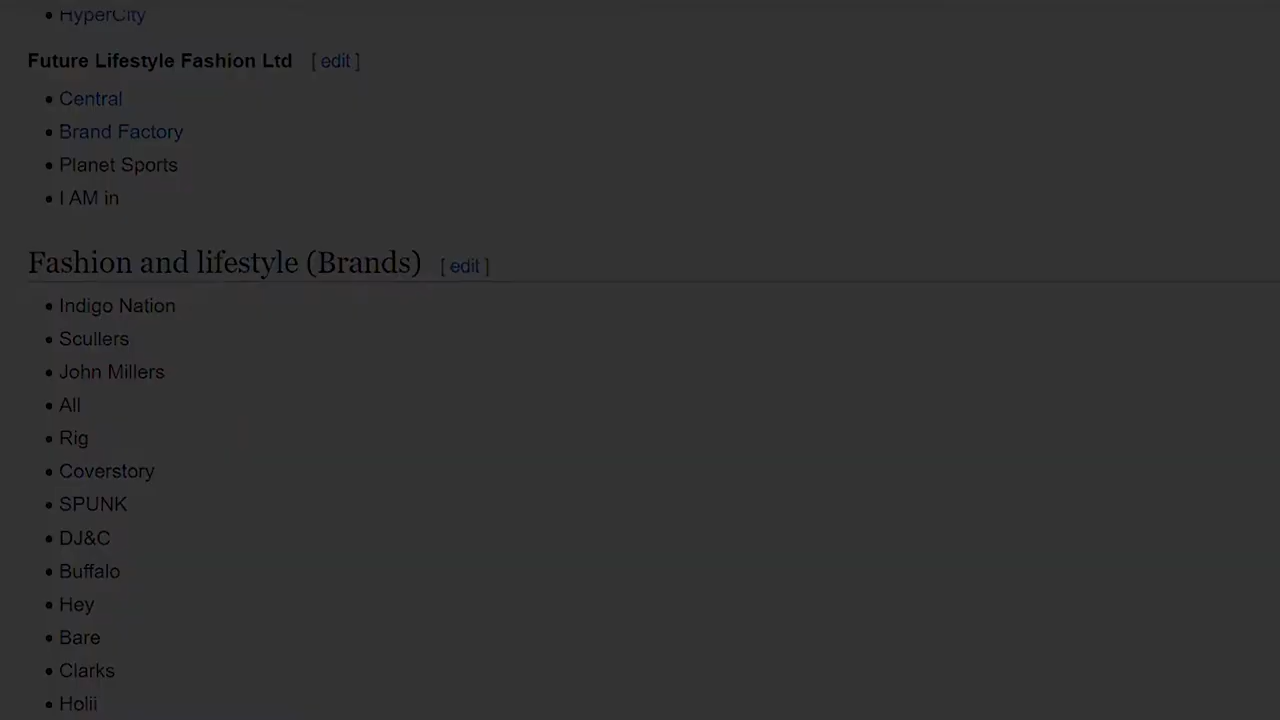 HyperCity
Future Lifestyle Fashion Ltd [ edit ]
Central
Brand Factory
Planet Sports
I AM in
Fashion and lifestyle (Brands) [ edit ]
Indigo Nation
Scullers
John Millers
All
Rig
Coverstory
SPUNK
DJ&C
Buffalo
Hey
Bare
Clarks
Holii